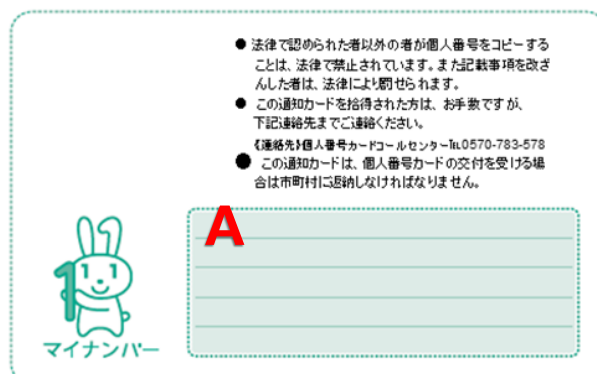 ● 法律で認められた者以外の者が個人番号をコピーする
ことは、法律で禁止されています。また記載事項を改ざ
んした者は、法律により罰せられます。
● この通知カードを拾得された方は、お手数ですが、
下記連絡先までご連絡ください。
《連絡先》個人番号カードコールセンター℡0570-783-578
● この通知カードは、個人番号カードの交付を受ける場
合は市町村に返納しなければなりません。
A
1
マイナンバー